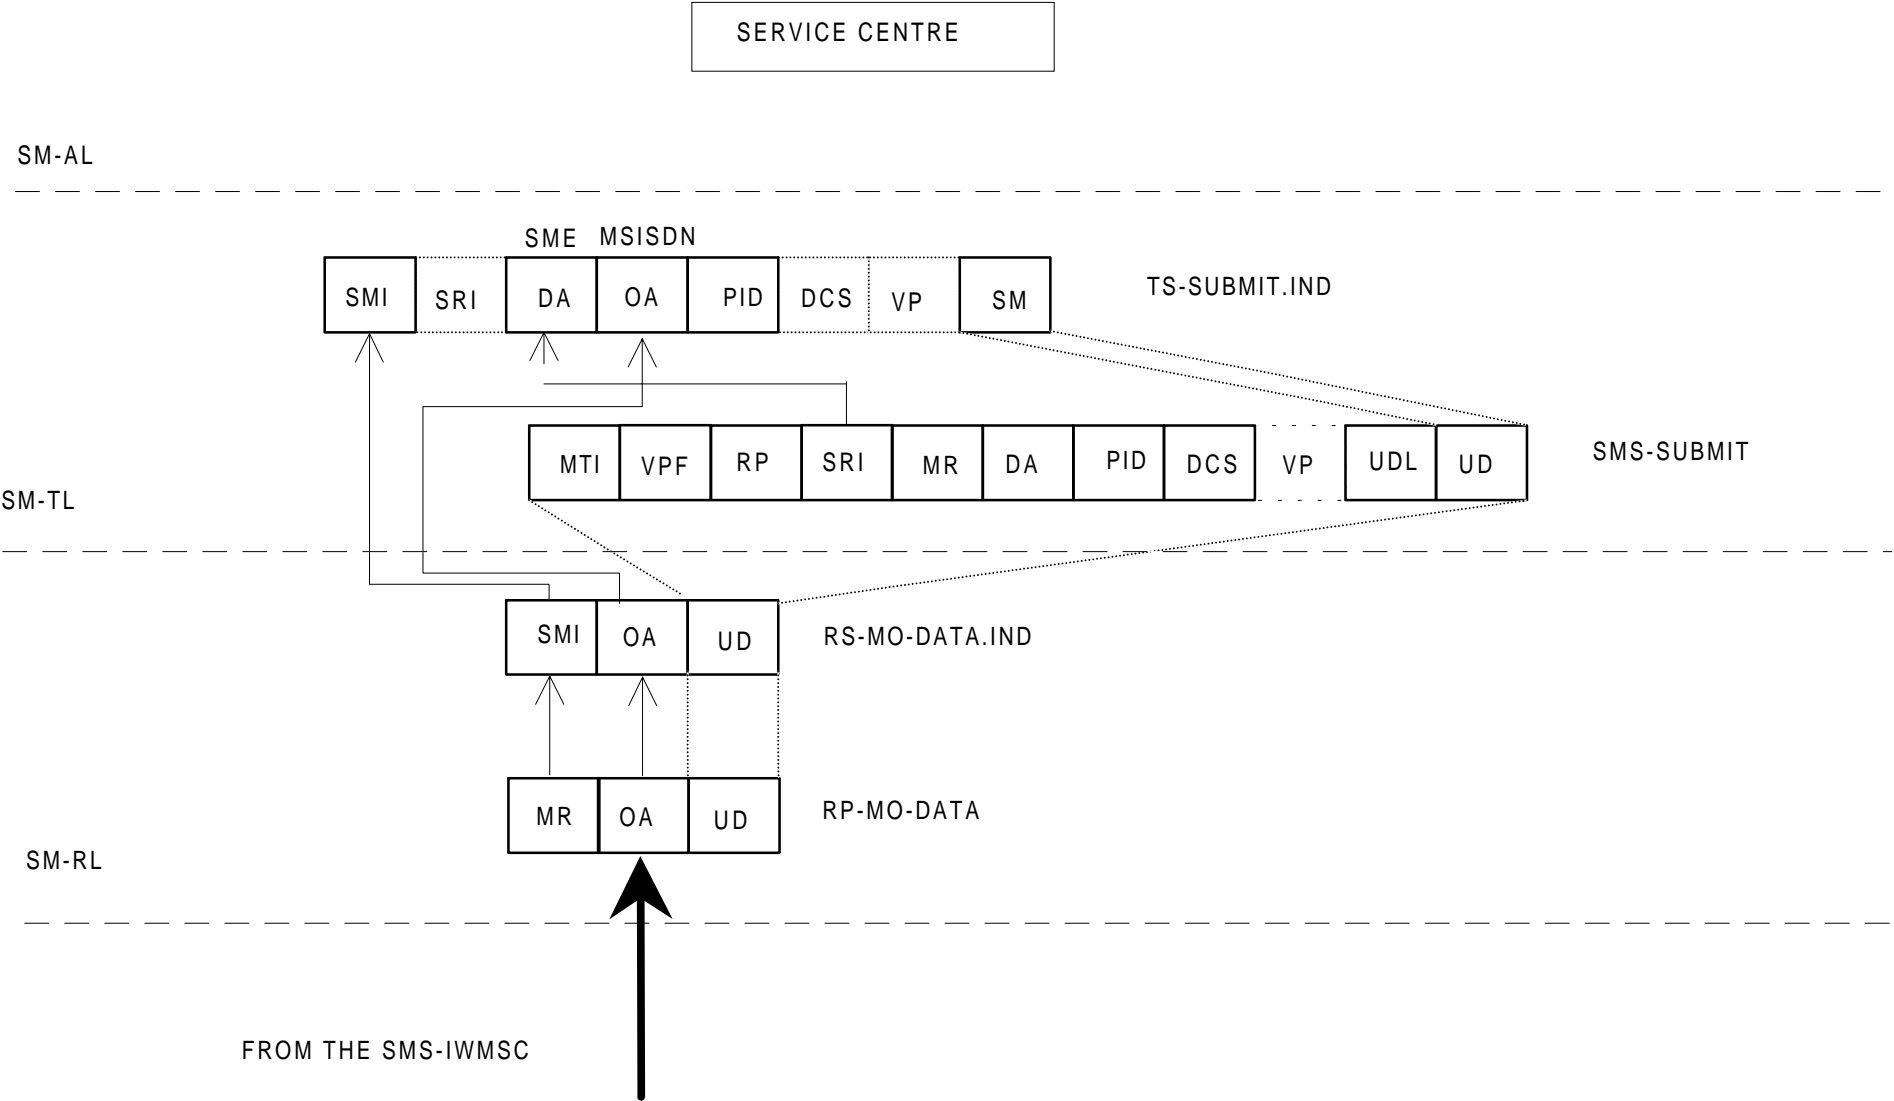 SERVICE CENTRE
SM-AL
SME MSISDN
SMI SRI DA OA PID DCS VP SM TS-SUBMIT.IND
MTI VPF RP SRI MR DA PID DCS VP UDL UD SMS-SUBMIT
SM-TL
SMI OA UD RS-MO-DATA.IND
MR OA UD RP-MO-DATA
SM-RL
FROM THE SMS-IWMSC